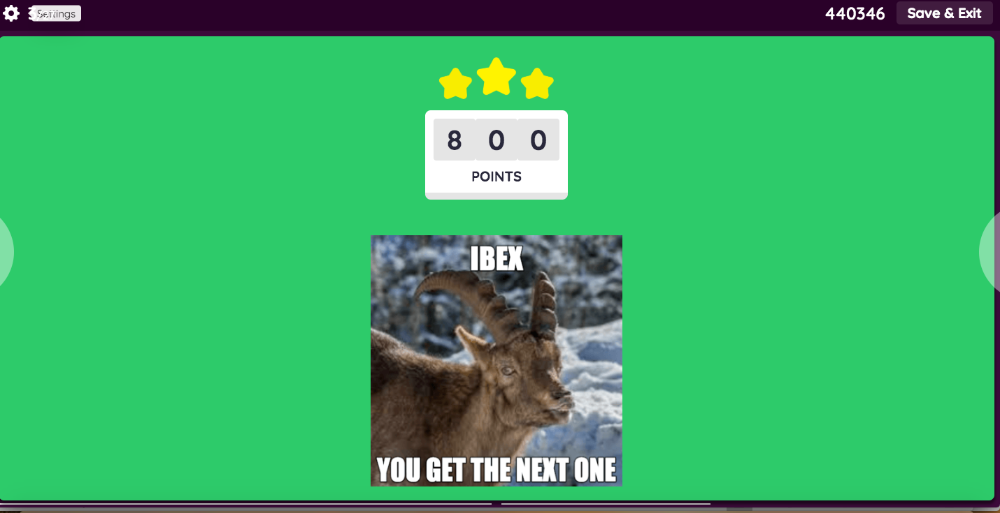 Settings
440346
Save & Exit
8 0 0
POINTS
IBEX
YOU GET THE NEXT ONE